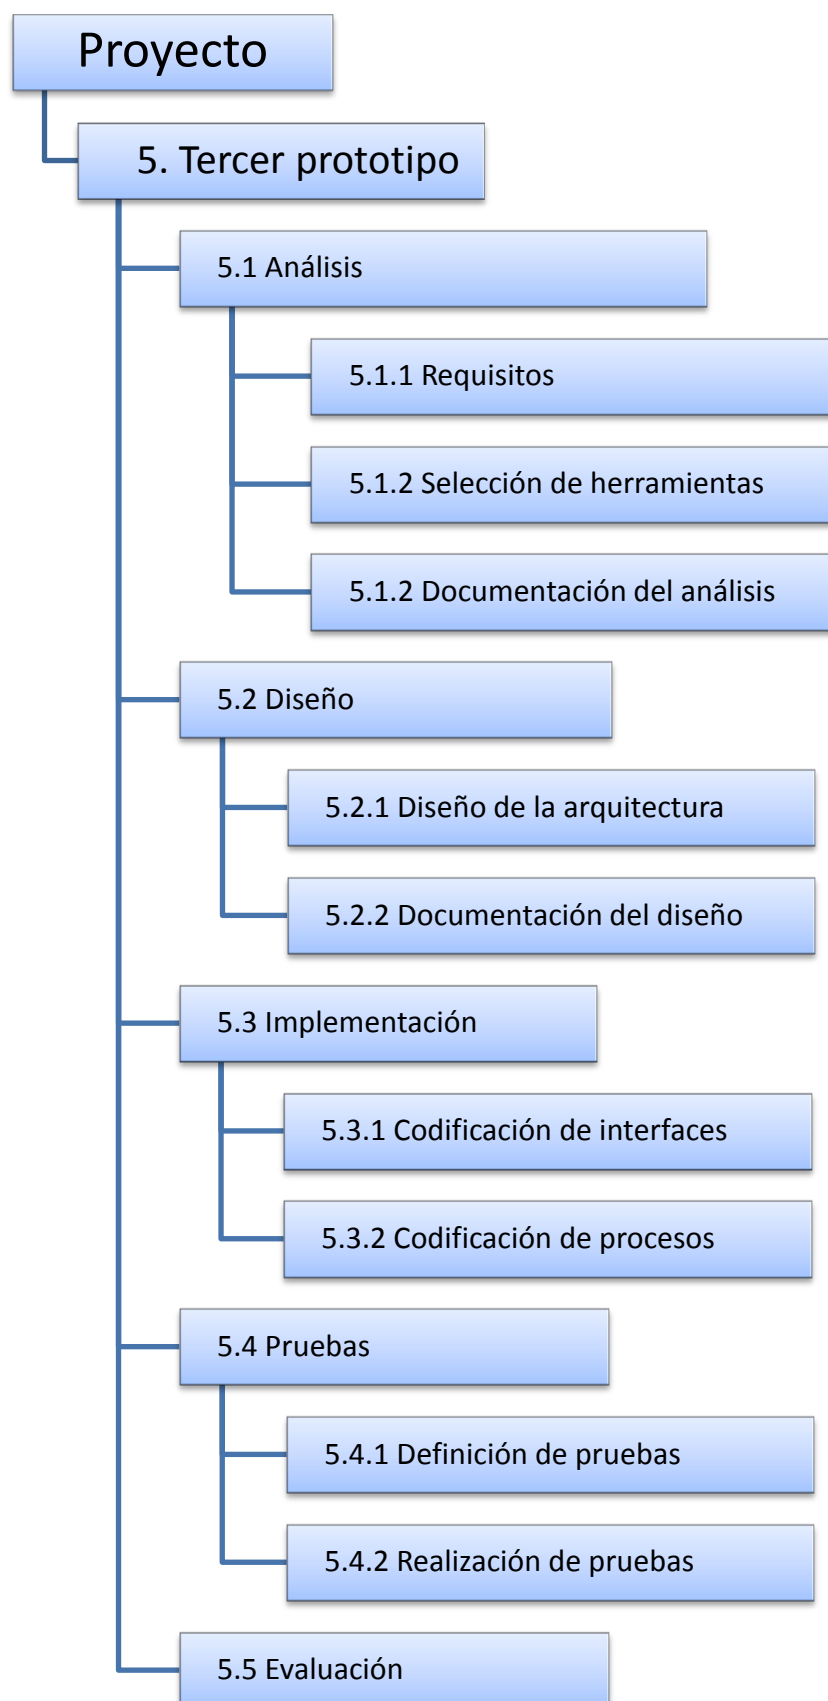 Proyecto
5. Tercer prototipo
5.1 Análisis
5.1.1 Requisitos
5.1.2 Selección de herramientas
5.1.2 Documentación del análisis
5.2 Diseño
5.2.1 Diseño de la arquitectura
5.2.2 Documentación del diseño
5.3 Implementación
5.3.1 Codificación de interfaces
5.3.2 Codificación de procesos
5.4 Pruebas
5.4.1 Definición de pruebas
5.4.2 Realización de pruebas
5.5 Evaluación